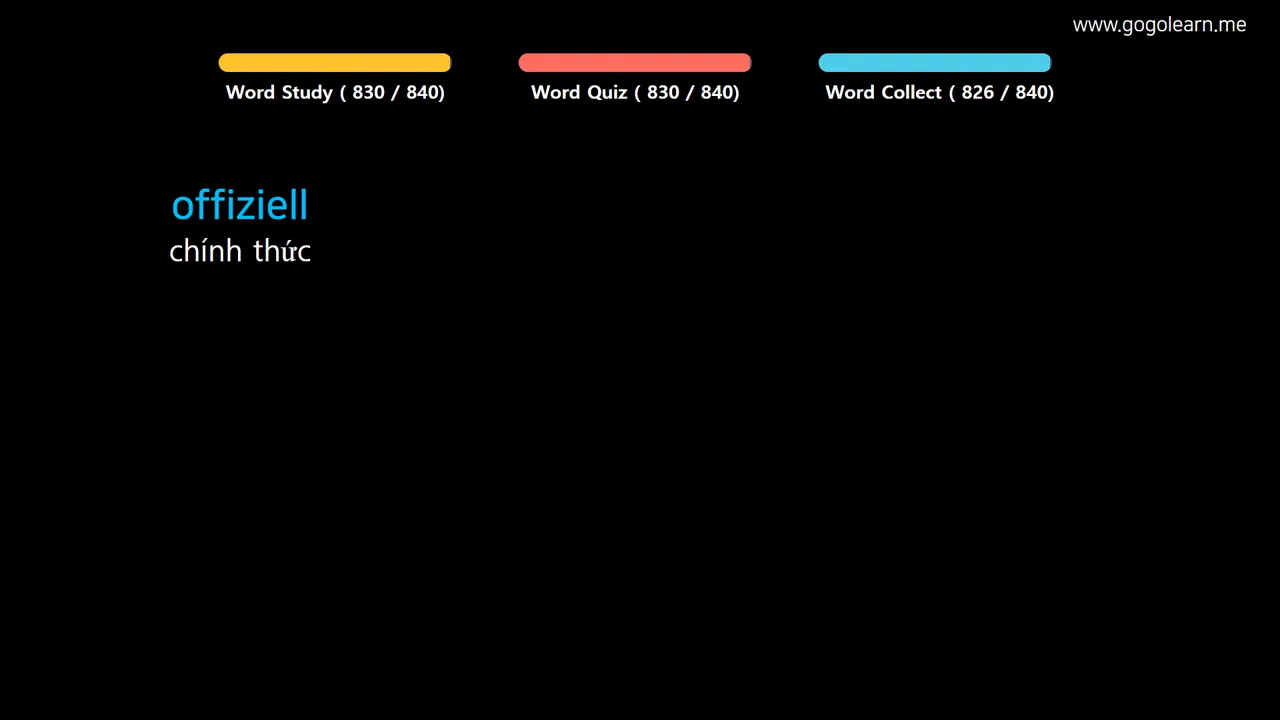 www.gogolearn.me
Word Study ( 830 / 840)
Word Quiz ( 830 / 840)
Word Collect ( 826 / 840)
offiziell
chính thức